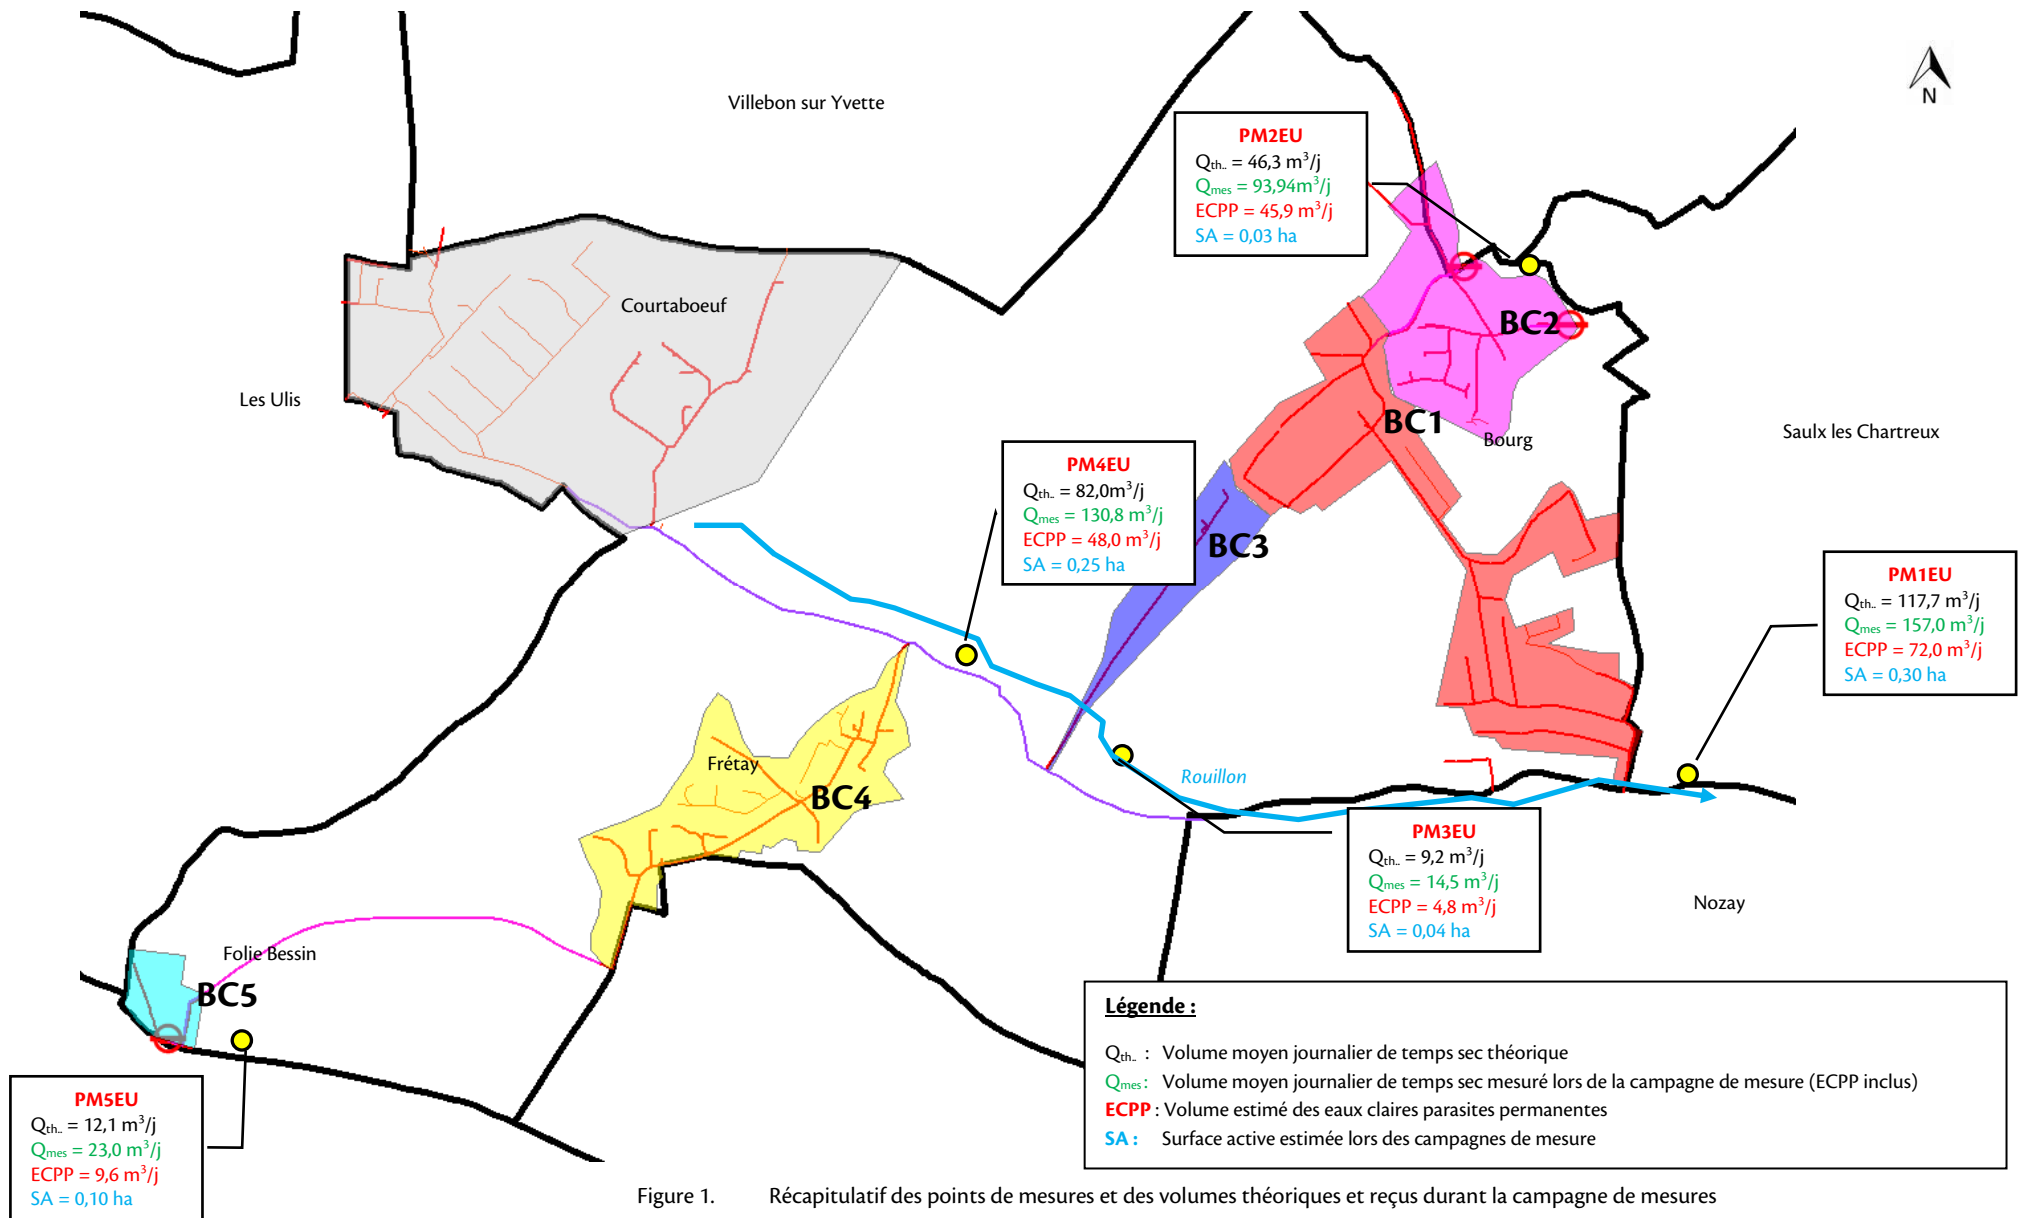 Villebon sur Yvette
N
PM2EU
Qth.. = 46,3 m³/j
Qmes = 93,94m³/j
ECPP = 45,9 m³/j
SA = 0,03 ha
Courtaboeuf
BC2
Les Ulis
BC1
Bourg
Saulx les Chartreux
PM4EU
Qth.. = 82,0m³/j
Qmes = 130,8 m³/j
ECPP = 48,0 m³/j
SA = 0,25 ha
BC3
PM1EU
Qth.. = 117,7 m³/j
Qmes = 157,0 m³/j
ECPP = 72,0 m³/j
SA = 0,30 ha
Frétay
BC4
Rouillon
PM3EU
Qth.. = 9,2 m³/j
Qmes = 14,5 m³/j
ECPP = 4,8 m³/j
SA = 0,04 ha
Nozay
Folie Bessin
BC5
PM5EU
Qth.. = 12,1 m³/j
Qmes = 23,0 m³/j
ECPP = 9,6 m³/j
SA = 0,10 ha
Légende :
Qth.. : Volume moyen journalier de temps sec théorique
Qmes : Volume moyen journalier de temps sec mesuré lors de la campagne de mesure (ECPP inclus)
ECPP : Volume estimé des eaux claires parasites permanentes
SA : Surface active estimée lors des campagnes de mesure
Figure 1. Récapitulatif des points de mesures et des volumes théoriques et reçus durant la campagne de mesures